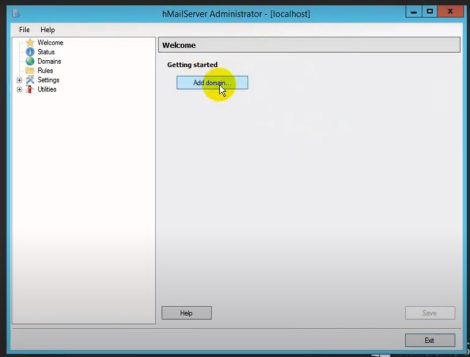 hMailServer Administrator - [localhost]
File Help
Welcome
Status
Domains
Rules
Settings
Utilities
Welcome
Getting started
Add domain...
Help
Save
Exit